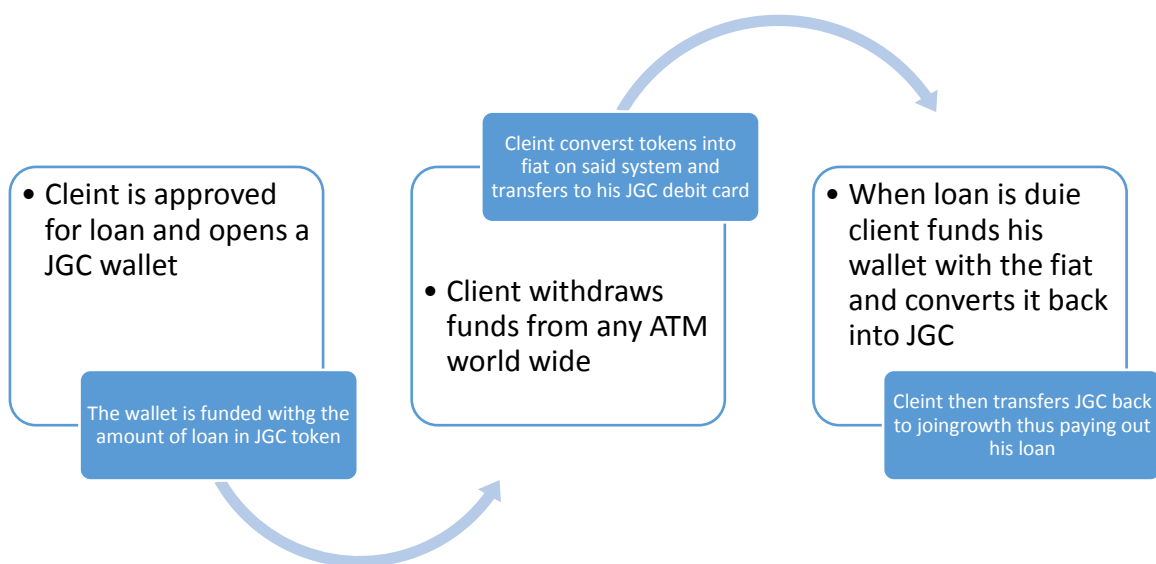 • Cleint is approved
for loan and opens a
JGC wallet
The wallet is funded withg the
amount of loan in JGC token
Cleint converst tokens into
fiat on said system and
transfers to his JGC debit card
• Client withdraws
funds from any ATM
world wide
• When loan is duie
client funds his
wallet with the fiat
and converts it back
into JGC
Cleint then transfers JGC back
to joingrowth thus paying out
his loan